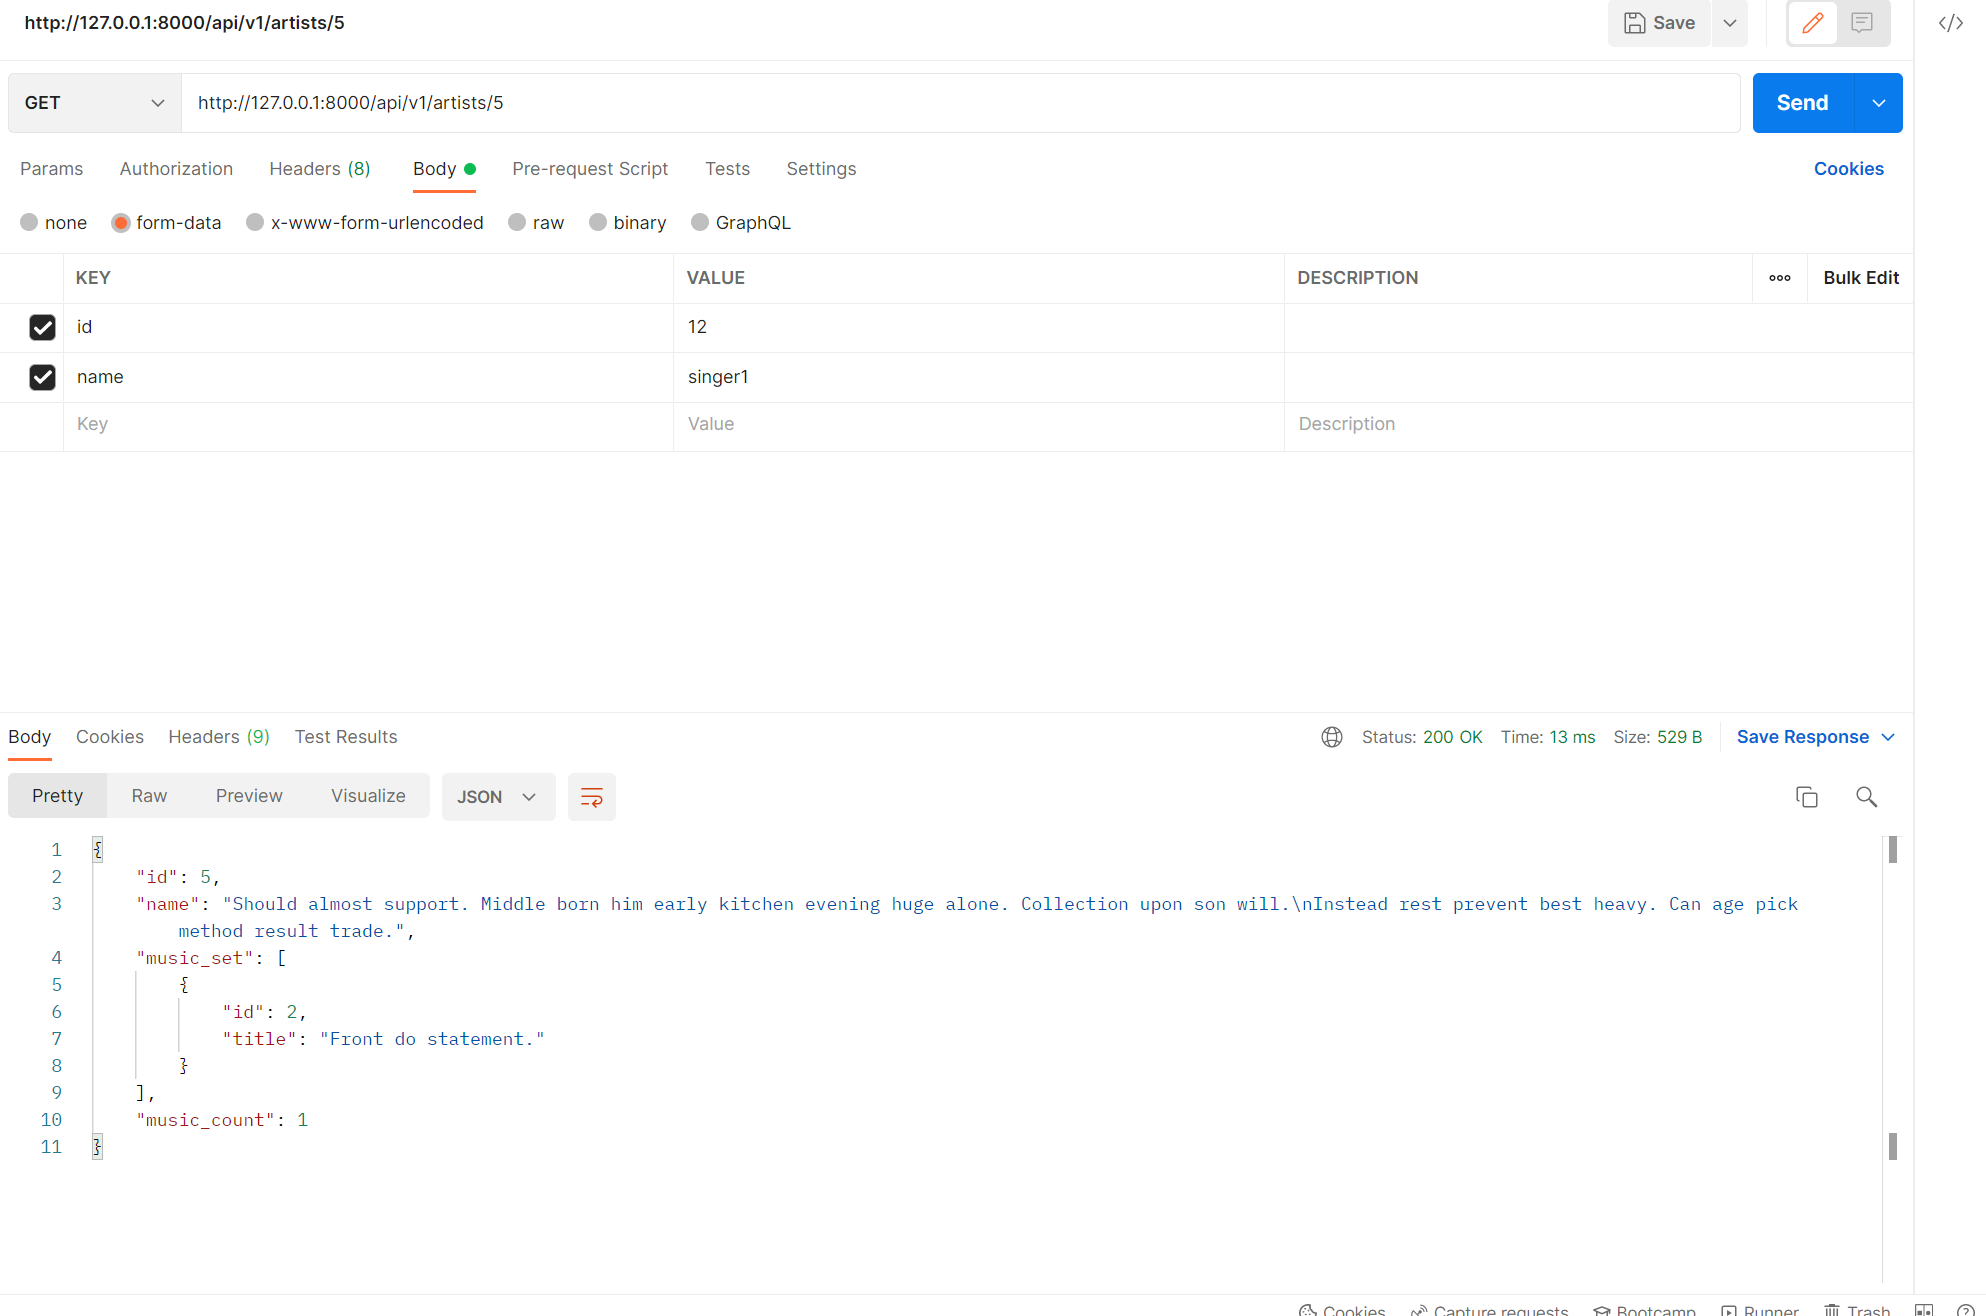 http://127.0.0.1:8000/api/v1/artists/5
Save
GET
http://127.0.0.1:8000/api/v1/artists/5
Send
Params Authorization Headers (8) Body Pre-request Script Tests Settings Cookies
none form-data x-www-form-urlencoded raw binary GraphQL
KEY VALUE DESCRIPTION Bulk Edit
id 12
name singer1
Key Value Description
Body Cookies Headers (9) Test Results Status: 200 OK Time: 13 ms Size: 529 B Save Response
Pretty Raw Preview Visualize JSON
1 {
2 "id": 5,
3 "name": "Should almost support. Middle born him early kitchen evening huge alone. Collection upon son will.\nInstead rest prevent best heavy. Can age pick
method result trade.",
4 "music_set": [
5 {
6 "id": 2,
7 "title": "Front do statement."
8 }
9 ],
10 "music_count": 1
11 }
Cookies Capture requests Bootcamp Runner Trash